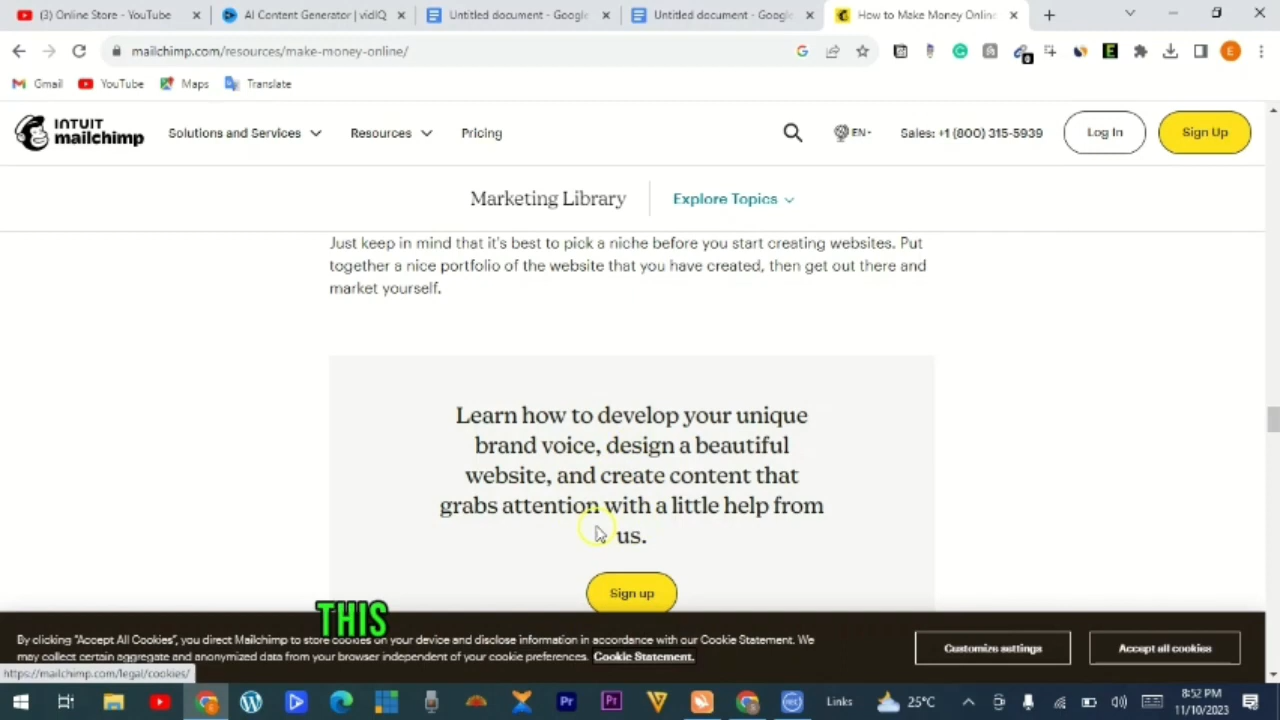 (3) Online Store - YouTube
AI Content Generator | vidIQ
Untitled document - Google
Untitled document - Google
How to Make Money Online
mailchimp.com/resources/make-money-online/
Gmail
YouTube
Maps
Translate
INTUIT
mailchimp
Solutions and Services
Resources
Pricing
EN
Sales: +1 (800) 315-5939
Log In
Sign Up
Marketing Library
Explore Topics
Just keep in mind that it's best to pick a niche before you start creating websites. Put
together a nice portfolio of the website that you have created, then get out there and
market yourself.
Learn how to develop your unique
brand voice, design a beautiful
website, and create content that
grabs attention with a little help from
us.
Sign up
THIS
By clicking "Accept All Cookies", you direct Mailchimp to store cookies on your device and disclose information in accordance with our Cookie Statement. We
may collect certain aggregate and anonymized data from your browser independent of your cookie preferences. Cookie Statement.
Customize settings
Accept all cookies
https://mailchimp.com/legal/cookies/
Links
25°C
8:52 PM
11/10/2023